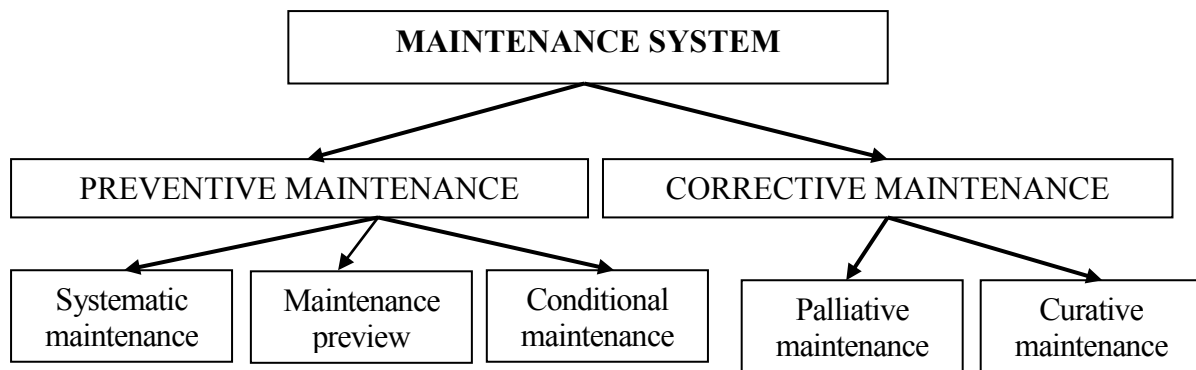 MAINTENANCE SYSTEM
PREVENTIVE MAINTENANCE
CORRECTIVE MAINTENANCE
Systematic
maintenance
Maintenance
preview
Conditional
maintenance
Palliative
maintenance
Curative
maintenance